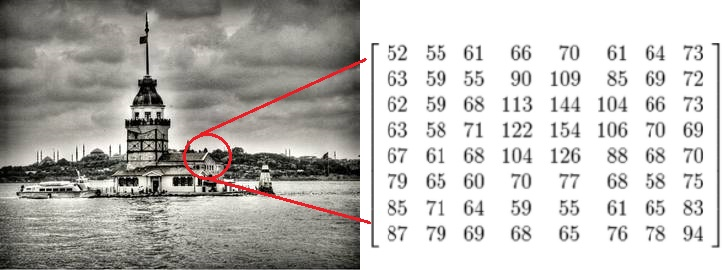 52 55 61 66 70 61 64 73
63 59 55 90 109 85 69 72
62 59 68 113 144 104 66 73
63 58 71 122 154 106 70 69
67 61 68 104 126 88 68 70
79 65 60 70 77 68 58 75
85 71 64 59 55 61 65 83
87 79 69 68 65 76 78 94